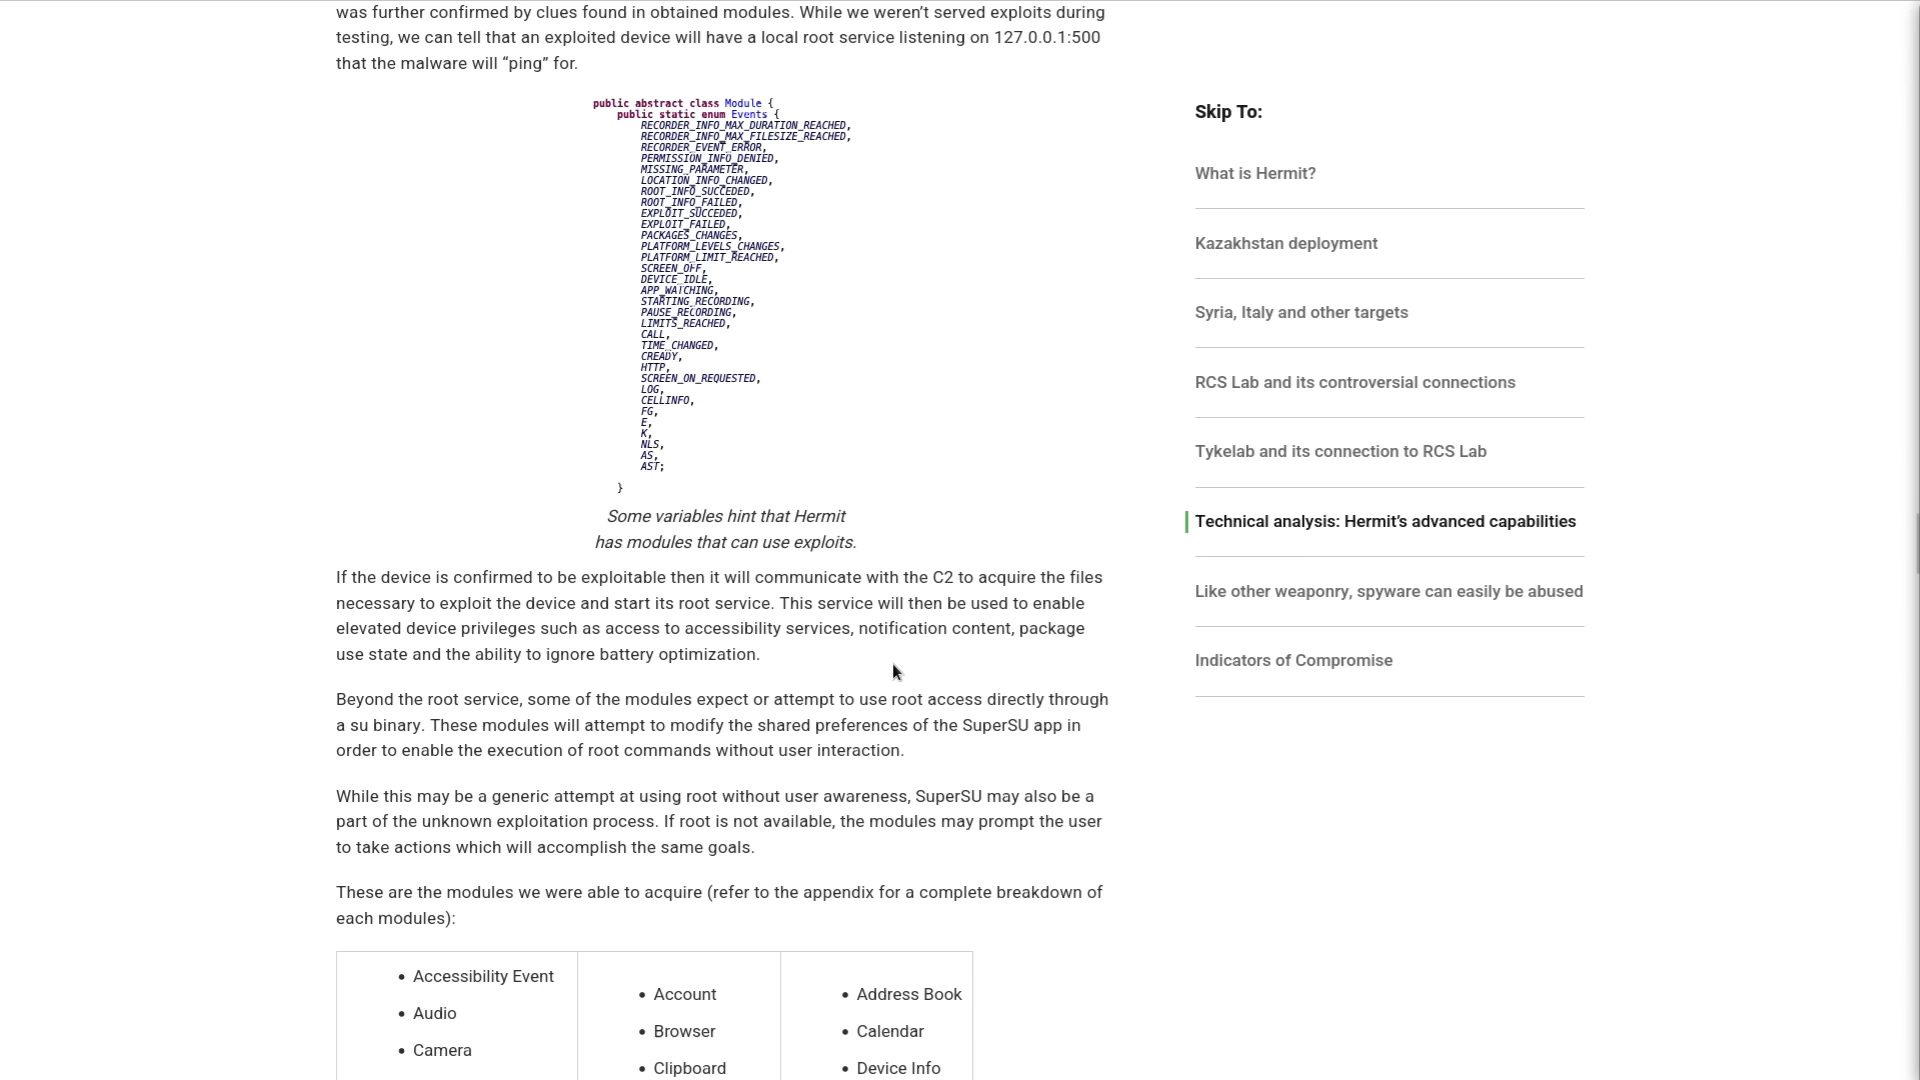 was further confirmed by clues found in obtained modules. While we weren’t served exploits during
testing, we can tell that an exploited device will have a local root service listening on 127.0.0.1:500
that the malware will “ping” for.
public abstract class Module {
public static enum Events {
RECORDER_INFO_MAX_DURATION_REACHED,
RECORDER_INFO_MAX_FILESIZE_REACHED,
RECORDER_EVENT_ERROR,
PERMISSION_INFO_DENIED,
MISSING_PARAMETER,
LOCATION_INFO_CHANGED,
ROOT_INFO_SUCCEDED,
ROOT_INFO_FAILED,
EXPLOIT_SUCCEDED,
EXPLOIT_FAILED,
PACKAGES_CHANGES,
PLATFORM_LEVELS_CHANGES,
PLATFORM_LIMIT_REACHED,
SCREEN_OFF,
DEVICE_IDLE,
APP_WATCHING,
STARTING_RECORDING,
PAUSE_RECORDING,
LIMITS_REACHED,
CALL,
TIME_CHANGED,
CREADY,
HTTP,
SCREEN_ON_REQUESTED,
LOG,
CELLINFO,
FG,
E,
K,
NLS,
AS,
AST;
}
Some variables hint that Hermit
has modules that can use exploits.
If the device is confirmed to be exploitable then it will communicate with the C2 to acquire the files
necessary to exploit the device and start its root service. This service will then be used to enable
elevated device privileges such as access to accessibility services, notification content, package
use state and the ability to ignore battery optimization.
Beyond the root service, some of the modules expect or attempt to use root access directly through
a su binary. These modules will attempt to modify the shared preferences of the SuperSU app in
order to enable the execution of root commands without user interaction.
While this may be a generic attempt at using root without user awareness, SuperSU may also be a
part of the unknown exploitation process. If root is not available, the modules may prompt the user
to take actions which will accomplish the same goals.
These are the modules we were able to acquire (refer to the appendix for a complete breakdown of
each modules):
• Accessibility Event
• Audio
• Camera
• Account
• Browser
• Clipboard
• Address Book
• Calendar
• Device Info
Skip To:
What is Hermit?
Kazakhstan deployment
Syria, Italy and other targets
RCS Lab and its controversial connections
Tykelab and its connection to RCS Lab
Technical analysis: Hermit’s advanced capabilities
Like other weaponry, spyware can easily be abused
Indicators of Compromise